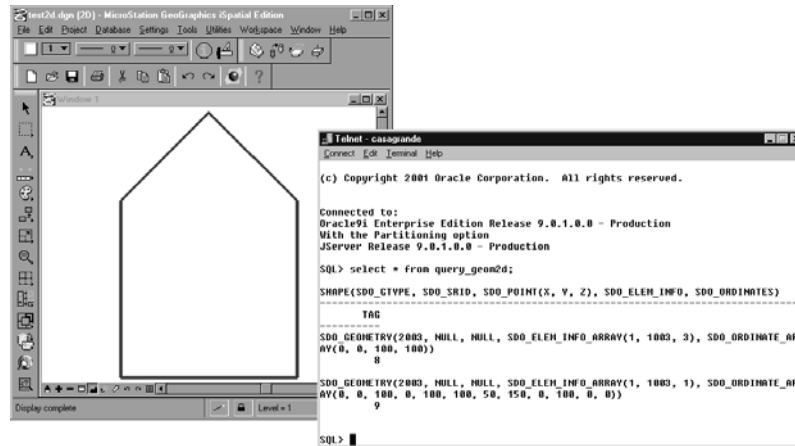 test2d.dgn (2D) - MicroStation GeoGraphics iSpatial Edition
File Edit Project Database Settings Tools Utilities Workspace Window Help
1 0 0
Window 1
Display complete
Level = 1
Telnet - casagrande
Connect Edit Terminal Help
(c) Copyright 2001 Oracle Corporation. All rights reserved.
Connected to:
Oracle9i Enterprise Edition Release 9.0.1.0.0 - Production
With the Partitioning option
JServer Release 9.0.1.0.0 - Production
SQL> select * from query_geom2d;
SHAPE(SDO_GTYPE, SDO_SRID, SDO_POINT(X, Y, Z), SDO_ELEM_INFO, SDO_ORDINATES)
--------------------------------------------------------------------------------
TAG
----------
SDO_GEOMETRY(2003, NULL, NULL, SDO_ELEM_INFO_ARRAY(1, 1003, 3), SDO_ORDINATE_AR
AY(0, 0, 100, 100))
8
SDO_GEOMETRY(2003, NULL, NULL, SDO_ELEM_INFO_ARRAY(1, 1003, 1), SDO_ORDINATE_AR
AY(0, 0, 100, 0, 100, 100, 50, 150, 0, 100, 0, 0))
9
SQL>